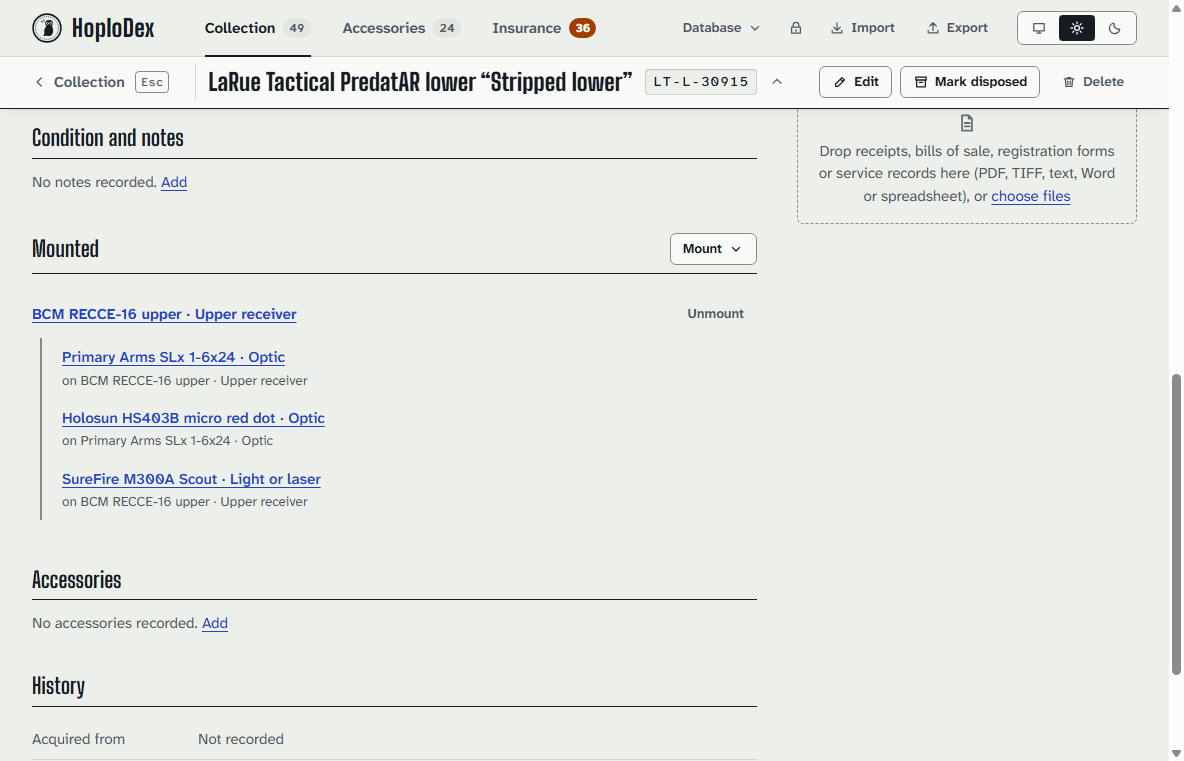 HoploDex
Collection 49
Accessories 24
Insurance 36
Database
Import
Export
Collection Esc
LaRue Tactical PredatAR lower “Stripped lower”
LT-L-30915
Edit
Mark disposed
Delete
Condition and notes
No notes recorded. Add
Drop receipts, bills of sale, registration forms
or service records here (PDF, TIFF, text, Word
or spreadsheet), or choose files
Mounted
Mount
BCM RECCE-16 upper · Upper receiver
Unmount
Primary Arms SLx 1-6x24 · Optic
on BCM RECCE-16 upper · Upper receiver
Holosun HS403B micro red dot · Optic
on Primary Arms SLx 1-6x24 · Optic
SureFire M300A Scout · Light or laser
on BCM RECCE-16 upper · Upper receiver
Accessories
No accessories recorded. Add
History
Acquired from
Not recorded